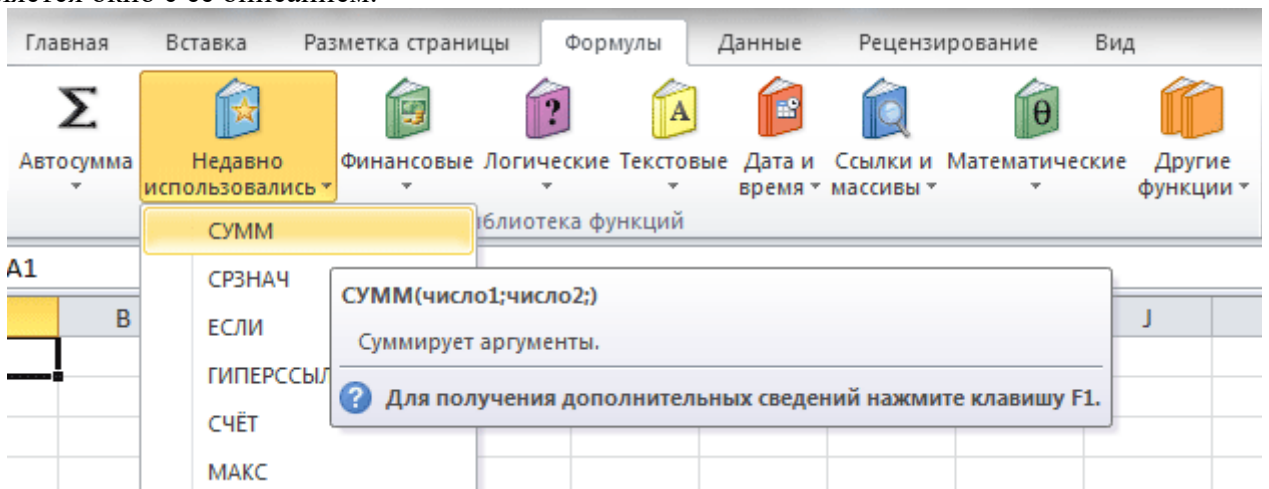 окно с
Главная Вставка Разметка страницы Формулы Данные Рецензирование Вид
Автосумма Недавно использовались Финансовые Логические Текстовые Дата и время Ссылки и массивы Математические Другие функции
СУММ
функций
A1
СРЗНАЧ
СУММ(число1;число2;)
B
J
ЕСЛИ
Суммирует аргументы.
Для получения дополнительных сведений нажмите клавишу F1.
СЧЁТ
МАКС